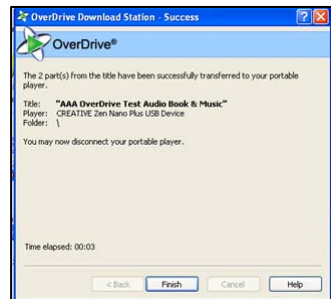 OverDrive Download Station - Success
OverDrive®
The 2 part(s) from the title have been successfully transferred to your portable
player.
Title: "AAA OverDrive Test Audio Book & Music"
Player: CREATIVE Zen Nano Plus USB Device
Folder: \
You may now disconnect your portable player.
Time elapsed: 00:03
< Back Finish Cancel Help